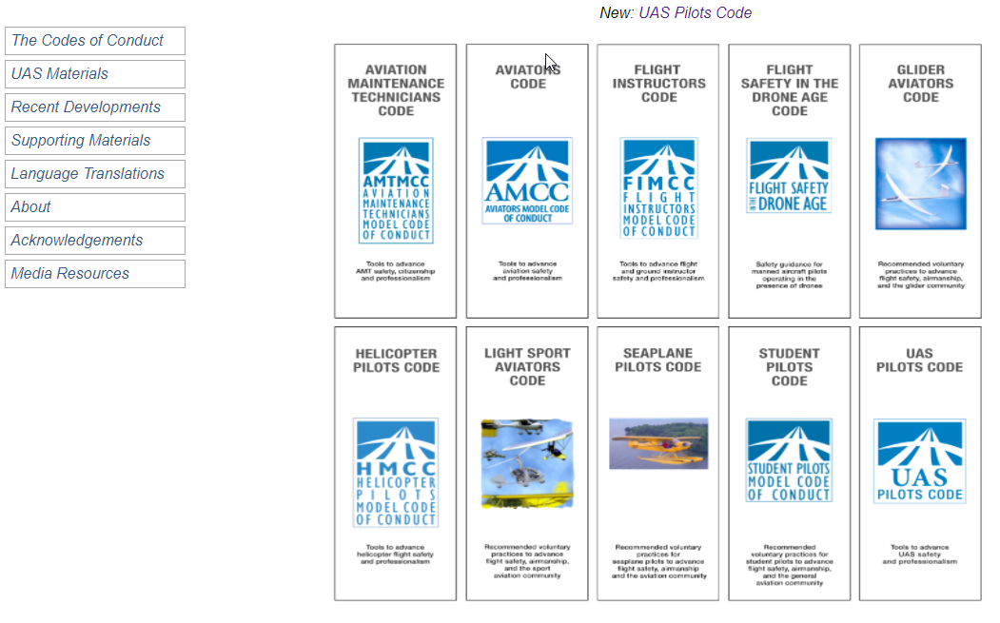 New: UAS Pilots Code
The Codes of Conduct
UAS Materials
Recent Developments
Supporting Materials
Language Translations
About
Acknowledgements
Media Resources
AVIATION
MAINTENANCE
TECHNICIANS
CODE
AMTMCC
AVIATION
MAINTENANCE
TECHNICIANS
MODEL CODE
OF CONDUCT
Tools to advance
AMT safety, citizenship
and professionalism
AVIATORS
CODE
AMCC
AVIATORS MODEL CODE
OF CONDUCT
Tools to advance
aviation safety
and professionalism
FLIGHT
INSTRUCTORS
CODE
FIMCC
FLIGHT
INSTRUCTORS
MODEL CODE
OF CONDUCT
Tools to advance flight
and ground instructor
safety and professionalism
FLIGHT
SAFETY IN THE
DRONE AGE
CODE
FLIGHT SAFETY
IN THE DRONE AGE
Safety guidance for
manned aircraft pilots
operating in the
presence of drones
GLIDER
AVIATORS
CODE
Recommended voluntary
practices to advance
flight safety, airmanship,
and the glider community
HELICOPTER
PILOTS CODE
HMCC
HELICOPTER
PILOTS
MODEL CODE
OF CONDUCT
Tools to advance
helicopter flight safety
and professionalism
LIGHT SPORT
AVIATORS
CODE
Recommended voluntary
practices to advance
flight safety, airmanship,
and the sport
aviation community
SEAPLANE
PILOTS CODE
Recommended voluntary
practices for
seaplane pilots to advance
flight safety, airmanship
and the aviation community
STUDENT
PILOTS
CODE
STUDENT PILOTS
MODEL CODE
OF CONDUCT
Recommended
voluntary practices for
student pilots to advance
flight safety, airmanship,
and the general
aviation community
UAS
PILOTS CODE
UAS
PILOTS CODE
Tools to advance
UAS safety
and professionalism